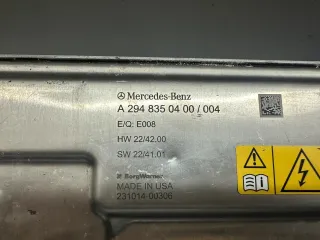 Mercedes-Benz
A 294 835 04 00 / 004
E/Q: E008
HW 22/42.00
SW 22/41.01
BorgWarner
MADE IN USA
231014-00306